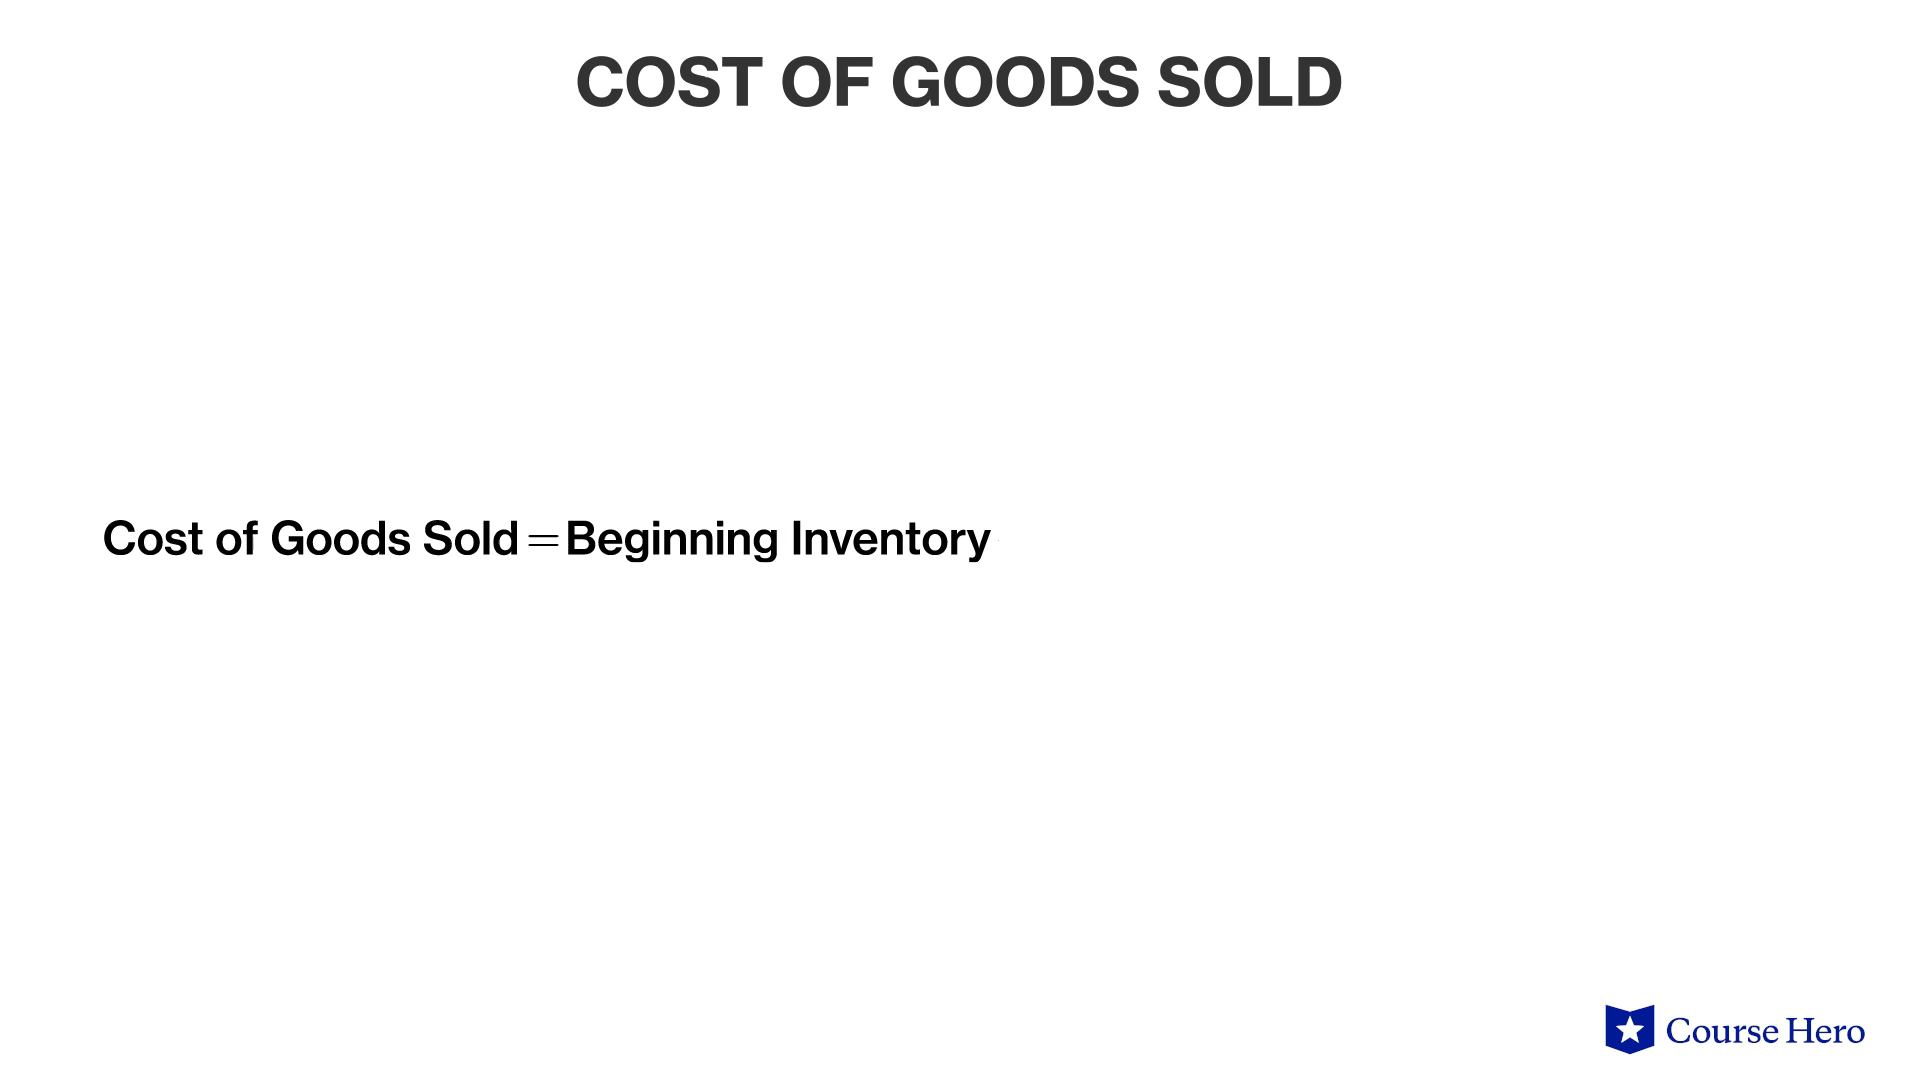 COST OF GOODS SOLD
Cost of Goods Sold = Beginning Inventory
Course Hero